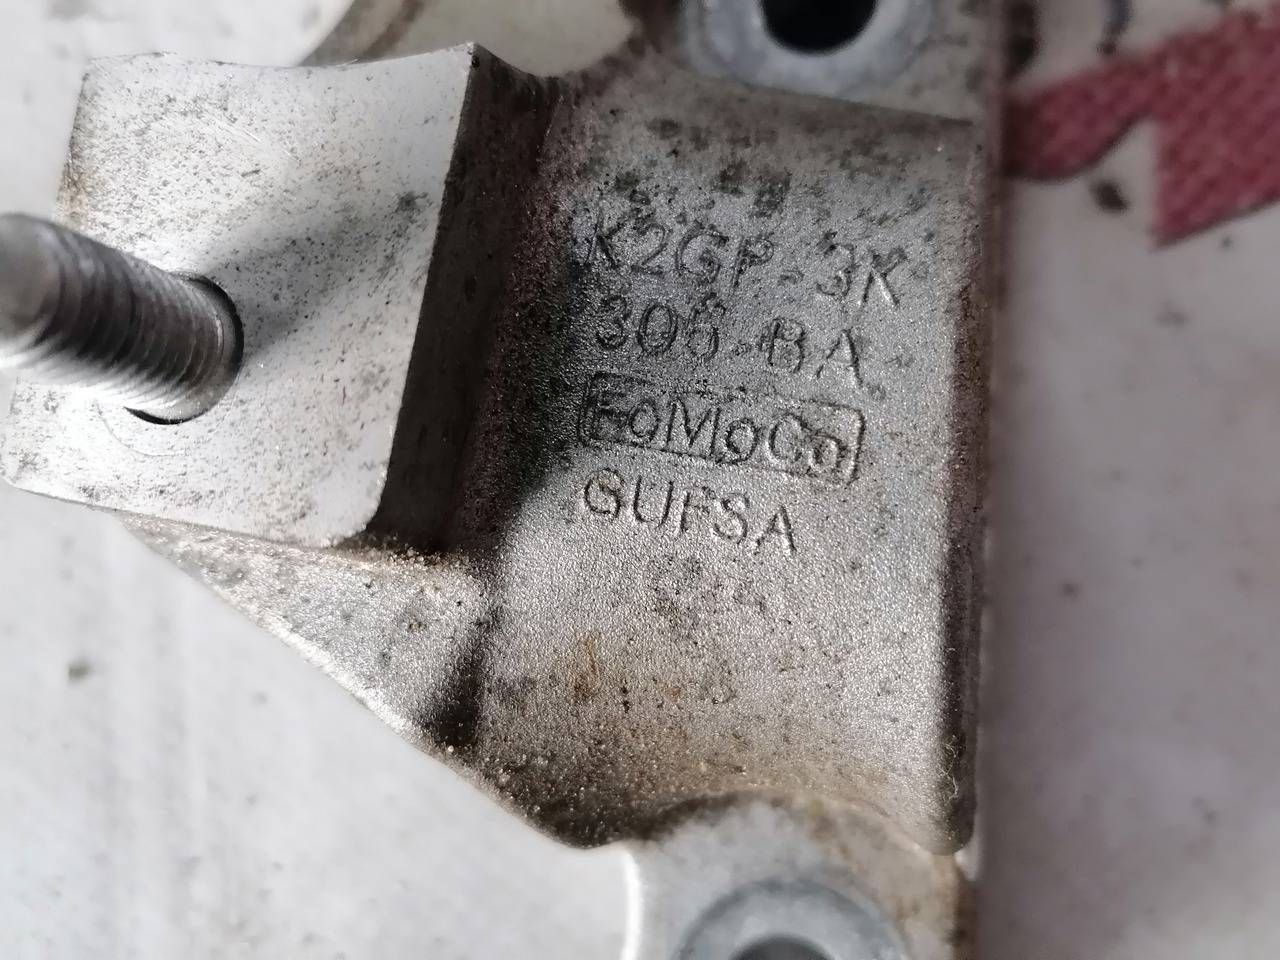 K2GP-3K
305-BA
FoMoCo
GUFSA